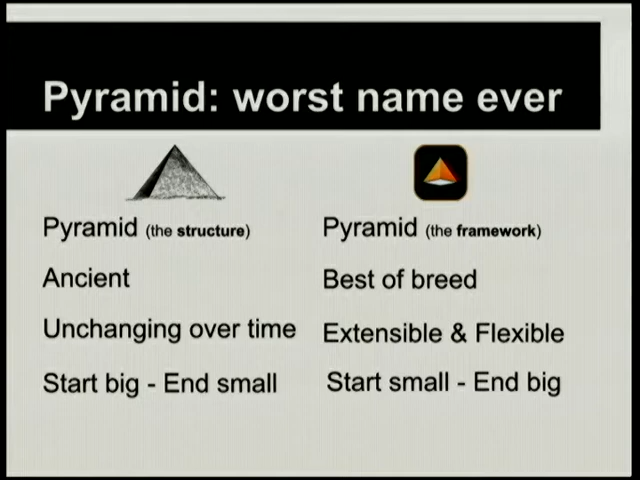 Pyramid: worst name ever
Pyramid (the structure)
Ancient
Unchanging over time
Start big - End small
Pyramid (the framework)
Best of breed
Extensible & Flexible
Start small - End big